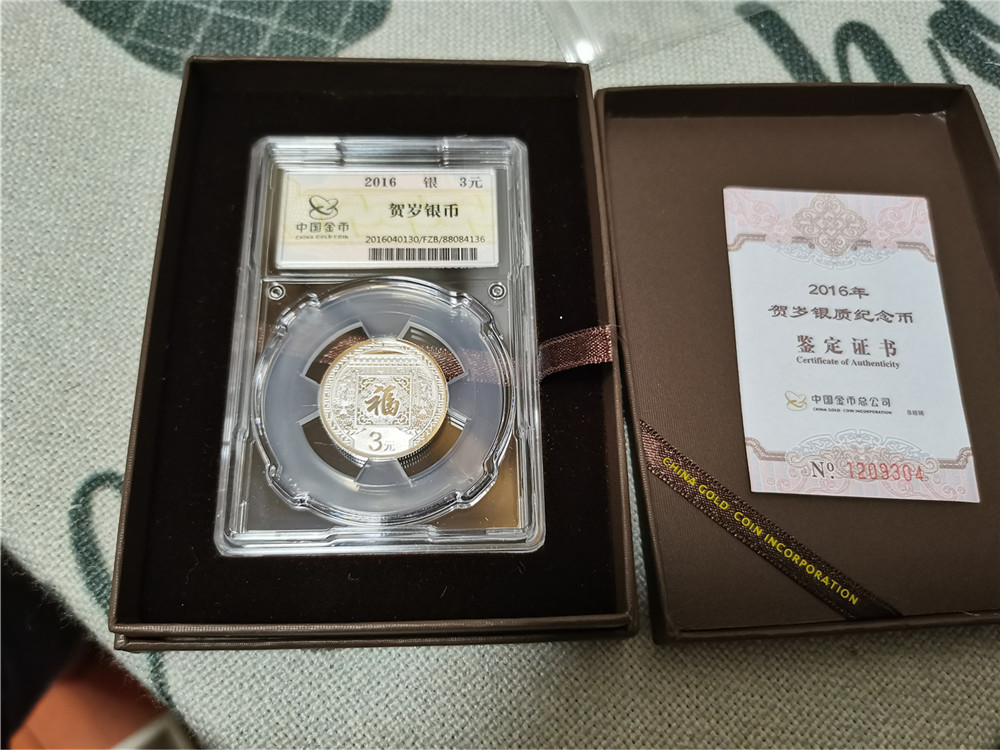 2016 银 3元
贺岁银币
中国金币
CHINA GOLD COIN
2016040130/FZB/88084136
福
3元
2016年
贺岁银质纪念币
鉴定证书
Certificate of Authenticity
中国金币总公司
CHINA GOLD COIN INCORPORATION
Nº 1209304
CHINA GOLD COIN INCORPORATION